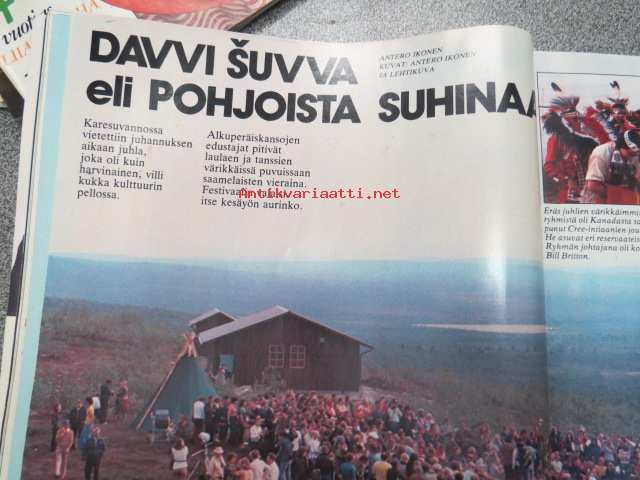 DAVVI ŠUVVA
eli POHJOISTA SUHINAA
ANTERO IKONEN
KUVAT: ANTERO IKONEN
JA LEHTIKUVA
Karesuvannossa
vietettiin juhannuksen
aikaan juhla,
joka oli kuin
harvinainen, villi
kukka kulttuurin
pellossa.
Alkuperäiskansojen
edustajat pitivät
laulaen ja tanssien
värikkäissä puvuissaan
saamelaisten vieraina.
Festivaalin
itse kesäyön aurinko.
Antikvariaatti.net
Eräs juhlien värikkäimmi
ryhmistä oli Kanadasta sa
punut Cree-intiaanien jou
He asuvat eri reservaateis
Ryhmän johtajana oli ko
Bill Britton.